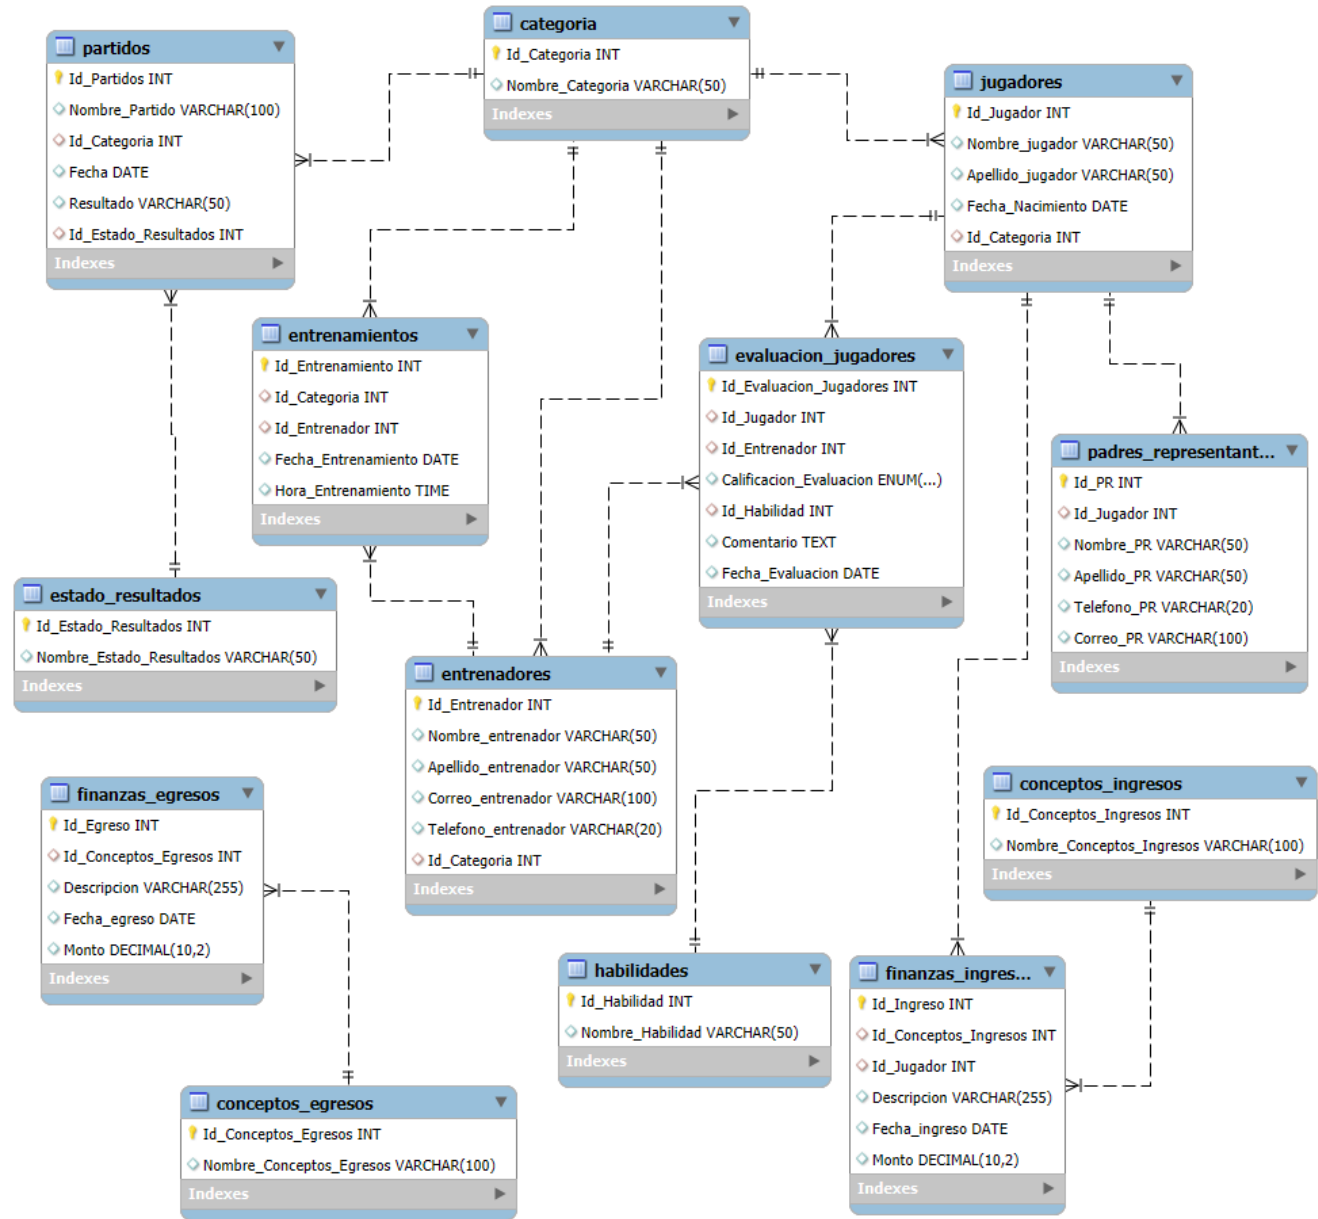 categoria
Id_Categoria INT
Nombre_Categoria VARCHAR(50)
Indexes
partidos
Id_Partidos INT
Nombre_Partido VARCHAR(100)
Id_Categoria INT
Fecha DATE
Resultado VARCHAR(50)
Id_Estado_Resultados INT
Indexes
jugadores
Id_Jugador INT
Nombre_jugador VARCHAR(50)
Apellido_jugador VARCHAR(50)
Fecha_Nacimiento DATE
Id_Categoria INT
Indexes
entrenamientos
Id_Entrenamiento INT
Id_Categoria INT
Id_Entrenador INT
Fecha_Entrenamiento DATE
Hora_Entrenamiento TIME
Indexes
evaluacion_jugadores
Id_Evaluacion_Jugadores INT
Id_Jugador INT
Id_Entrenador INT
Calificacion_Evaluacion ENUM(...)
Id_Habilidad INT
Comentario TEXT
Fecha_Evaluacion DATE
Indexes
padres_representant...
Id_PR INT
Id_Jugador INT
Nombre_PR VARCHAR(50)
Apellido_PR VARCHAR(50)
Telefono_PR VARCHAR(20)
Correo_PR VARCHAR(100)
Indexes
estado_resultados
Id_Estado_Resultados INT
Nombre_Estado_Resultados VARCHAR(50)
Indexes
entrenadores
Id_Entrenador INT
Nombre_entrenador VARCHAR(50)
Apellido_entrenador VARCHAR(50)
Correo_entrenador VARCHAR(100)
Telefono_entrenador VARCHAR(20)
Id_Categoria INT
Indexes
finanzas_egresos
Id_Egreso INT
Id_Conceptos_Egresos INT
Descripcion VARCHAR(255)
Fecha_egreso DATE
Monto DECIMAL(10,2)
Indexes
conceptos_ingresos
Id_Conceptos_Ingresos INT
Nombre_Conceptos_Ingresos VARCHAR(100)
Indexes
habilidades
Id_Habilidad INT
Nombre_Habilidad VARCHAR(50)
Indexes
finanzas_ingres...
Id_Ingreso INT
Id_Conceptos_Ingresos INT
Id_Jugador INT
Descripcion VARCHAR(255)
Fecha_ingreso DATE
Monto DECIMAL(10,2)
Indexes
conceptos_egresos
Id_Conceptos_Egresos INT
Nombre_Conceptos_Egresos VARCHAR(100)
Indexes